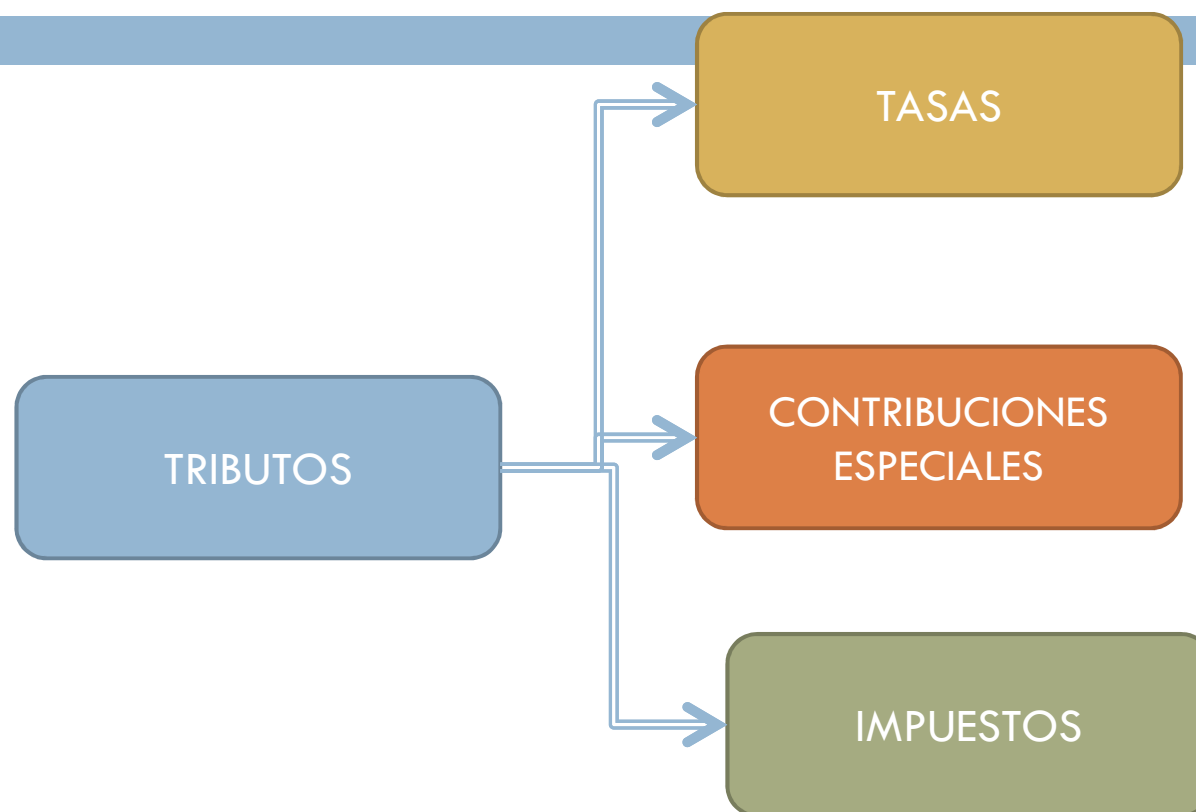 TASAS
TRIBUTOS
CONTRIBUCIONES
ESPECIALES
IMPUESTOS